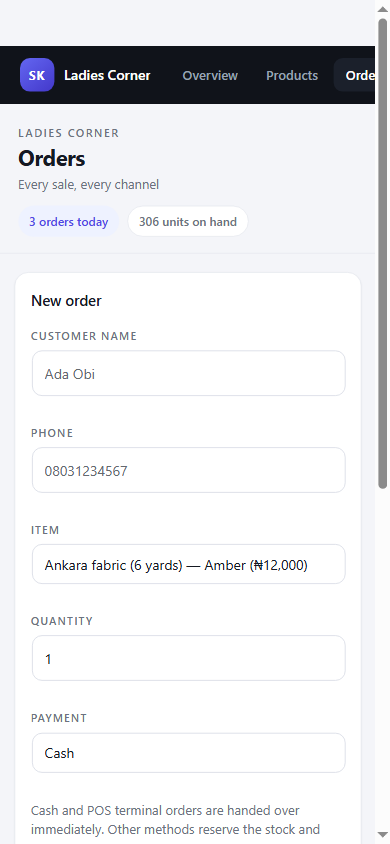 SK Ladies Corner Overview Products Orde
LADIES CORNER
Orders
Every sale, every channel
3 orders today 306 units on hand
New order
CUSTOMER NAME
Ada Obi
PHONE
08031234567
ITEM
Ankara fabric (6 yards) — Amber (₦12,000)
QUANTITY
1
PAYMENT
Cash
Cash and POS terminal orders are handed over
immediately. Other methods reserve the stock and